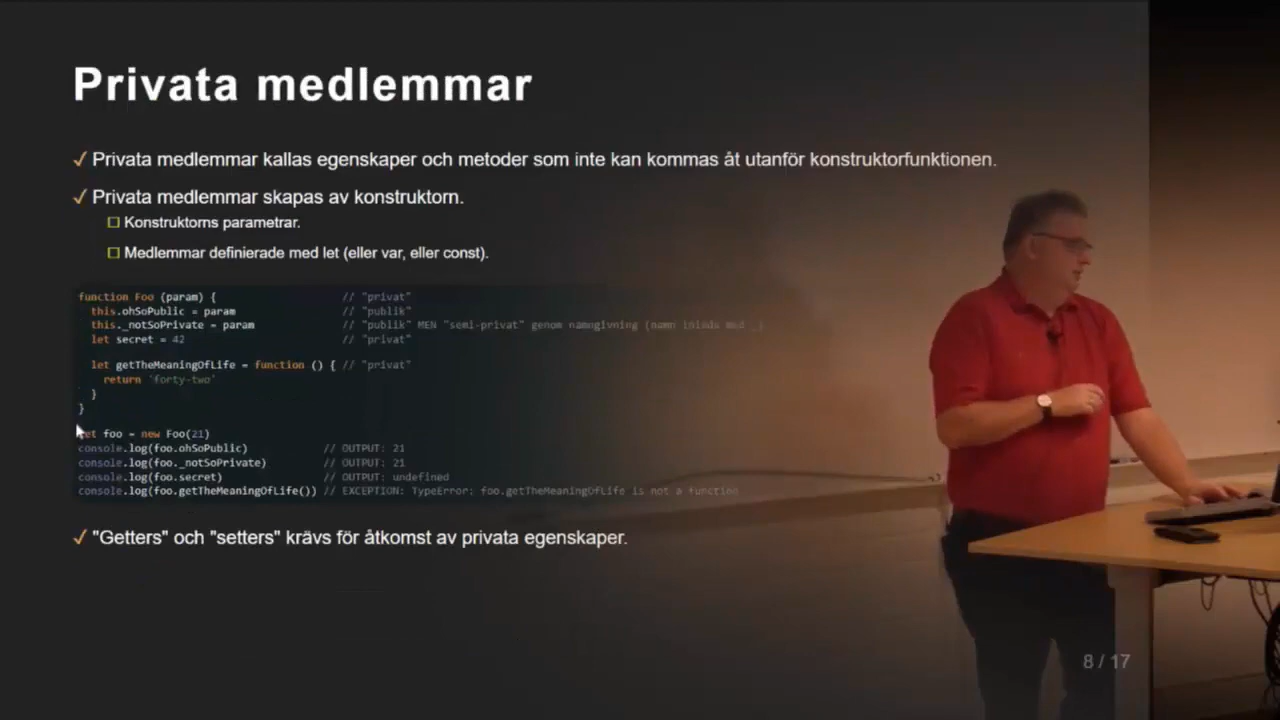 Privata medlemmar
✓ Privata medlemmar kallas egenskaper och metoder som inte kan kommas åt utanför konstruktorfunktionen.
✓ Privata medlemmar skapas av konstruktorn.
Konstruktorns parametrar.
Medlemmar definierade med let (eller var, eller const).
function Foo (param) { // "privat"
this.ohSoPublic = param // "publik"
this._notSoPrivate = param // "publik" MEN "semi-privat" genom namngivning (namn inleds med _)
let secret = 42 // "privat"
let getTheMeaningOfLife = function () { // "privat"
return 'forty-two'
}
}
let foo = new Foo(21)
console.log(foo.ohSoPublic) // OUTPUT: 21
console.log(foo._notSoPrivate) // OUTPUT: 21
console.log(foo.secret) // OUTPUT: undefined
console.log(foo.getTheMeaningOfLife()) // EXCEPTION: TypeError: foo.getTheMeaningOfLife is not a function
✓ "Getters" och "setters" krävs för åtkomst av privata egenskaper.
8 / 17